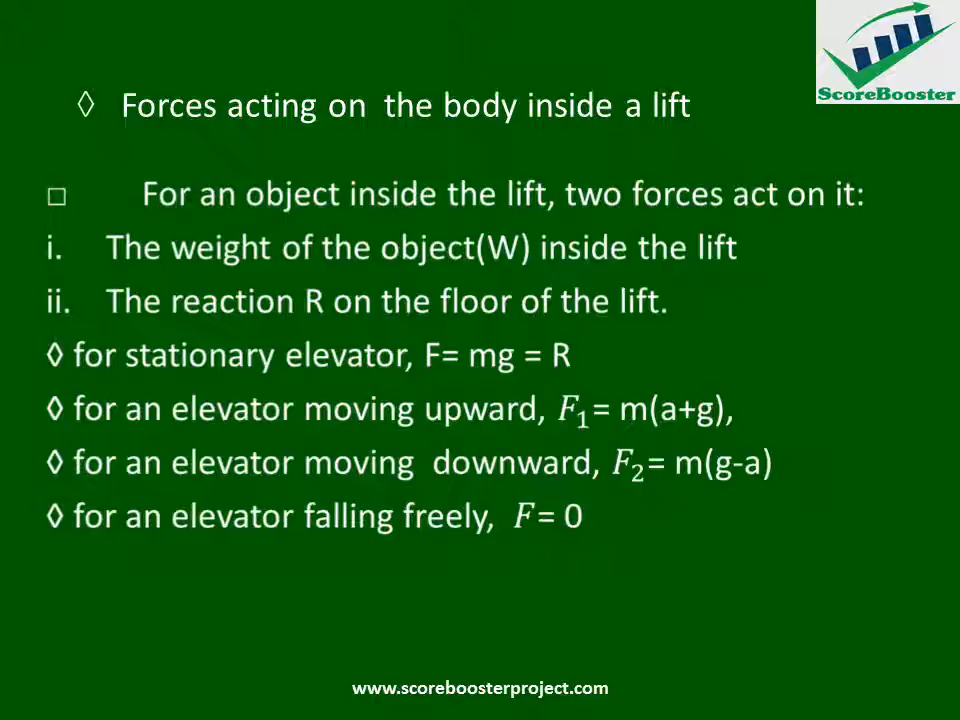 ScoreBooster
◊ Forces acting on the body inside a lift
□ For an object inside the lift, two forces act on it:
i. The weight of the object(W) inside the lift
ii. The reaction R on the floor of the lift.
◊ for stationary elevator, F= mg = R
◊ for an elevator moving upward, F₁= m(a+g),
◊ for an elevator moving downward, F₂= m(g-a)
◊ for an elevator falling freely, F= 0
www.scoreboosterproject.com